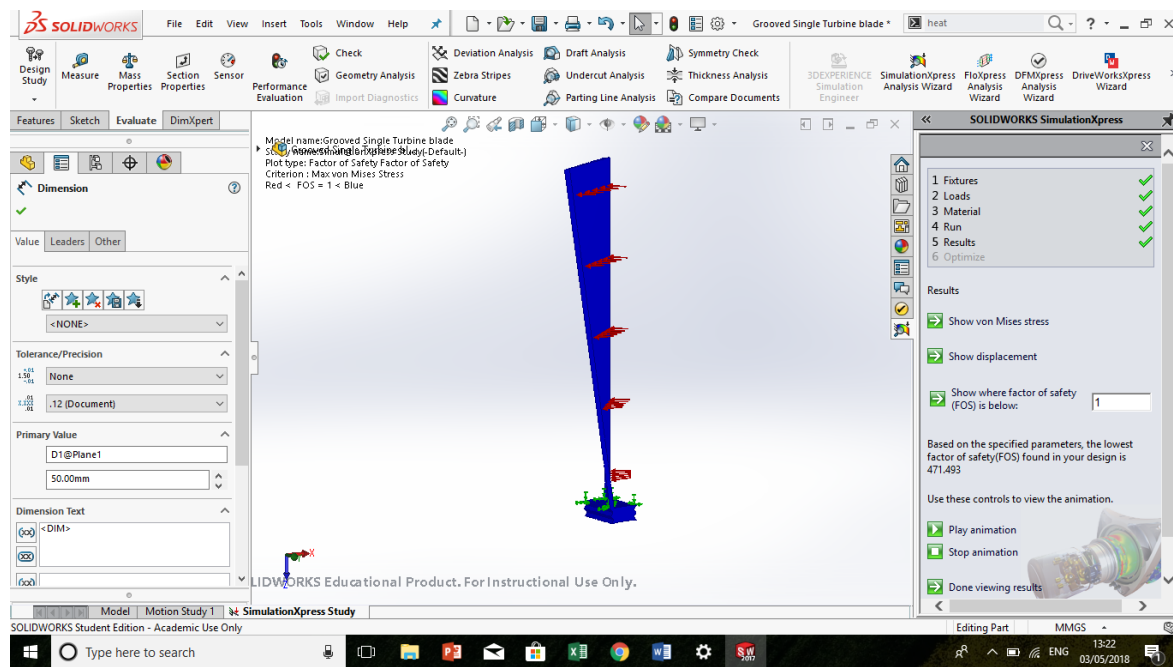 SOLIDWORKS
File Edit View Insert Tools Window Help
Grooved Single Turbine blade *
heat
Design Study
Measure
Mass Properties
Section Properties
Sensor
Performance Evaluation
Check
Geometry Analysis
Import Diagnostics
Deviation Analysis
Zebra Stripes
Curvature
Draft Analysis
Undercut Analysis
Parting Line Analysis
Symmetry Check
Thickness Analysis
Compare Documents
3DEXPERIENCE Simulation Engineer
SimulationXpress Analysis Wizard
FloXpress Analysis Wizard
DFMXpress Analysis Wizard
DriveWorksXpress Wizard
Features Sketch Evaluate DimXpert
Dimension
Value Leaders Other
Style
<NONE>
Tolerance/Precision
None
.12 (Document)
Primary Value
D1@Plane1
50.00mm
Dimension Text
<DIM>
Model name:Grooved Single Turbine blade
Plot type: Factor of Safety Factor of Safety
Criterion : Max von Mises Stress
Red < FOS = 1 < Blue
X
Z
LIDWORKS Educational Product. For Instructional Use Only.
SOLIDWORKS SimulationXpress
1 Fixtures
2 Loads
3 Material
4 Run
5 Results
6 Optimize
Results
Show von Mises stress
Show displacement
Show where factor of safety
(FOS) is below:
1
Based on the specified parameters, the lowest
factor of safety(FOS) found in your design is
471.493
Use these controls to view the animation.
Play animation
Stop animation
Done viewing results
Model Motion Study 1 SimulationXpress Study
SOLIDWORKS Student Edition - Academic Use Only
Editing Part
MMGS
Type here to search
ENG
13:22
03/05/2018